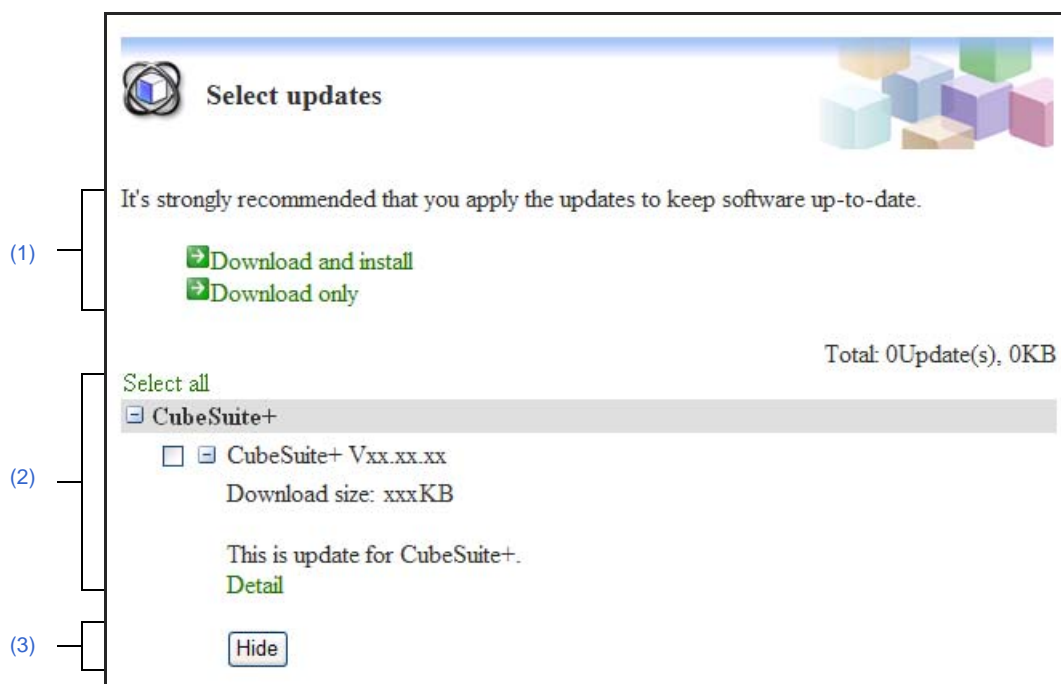 Select updates
(1)
It's strongly recommended that you apply the updates to keep software up-to-date.
Download and install
Download only
Total: 0Update(s), 0KB
(2)
Select all
CubeSuite+
CubeSuite+ Vxx.xx.xx
Download size: xxxKB
This is update for CubeSuite+.
Detail
(3)
Hide